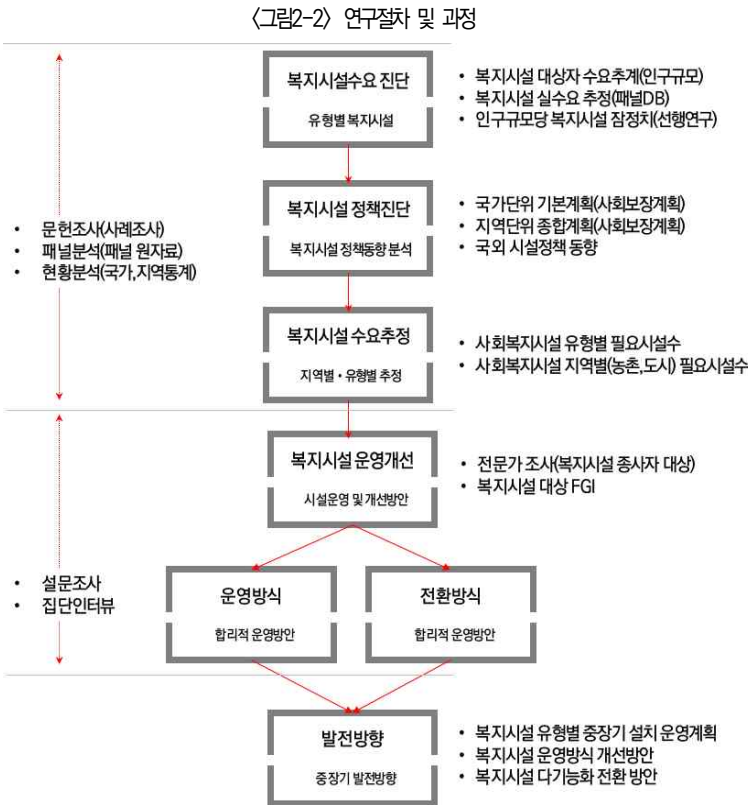 <그림2-2> 연구절차 및 과정
복지시설수요 진단
유형별 복지시설
• 복지시설 대상자 수요추계(인구규모)
• 복지시설 실수요 추정(패널DB)
• 인구규모당 복지시설 잠정치(선행연구)
• 문헌조사(사례조사)
• 패널분석(패널 원자료)
• 현황분석(국가,지역통계)
복지시설 정책진단
복지시설 정책동향 분석
• 국가단위 기본계획(사회보장계획)
• 지역단위 종합계획(사회보장계획)
• 국외 시설정책 동향
복지시설 수요추정
지역별·유형별 추정
• 사회복지시설 유형별 필요시설수
• 사회복지시설 지역별(농촌,도시) 필요시설수
복지시설 운영개선
시설운영 및 개선방안
• 전문가 조사(복지시설 종사자 대상)
• 복지시설 대상 FGI
• 설문조사
• 집단인터뷰
운영방식
합리적 운영방안
전환방식
합리적 운영방안
발전방향
중장기 발전방향
• 복지시설 유형별 중장기 설치 운영계획
• 복지시설 운영방식 개선방안
• 복지시설 다기능화 전환 방안